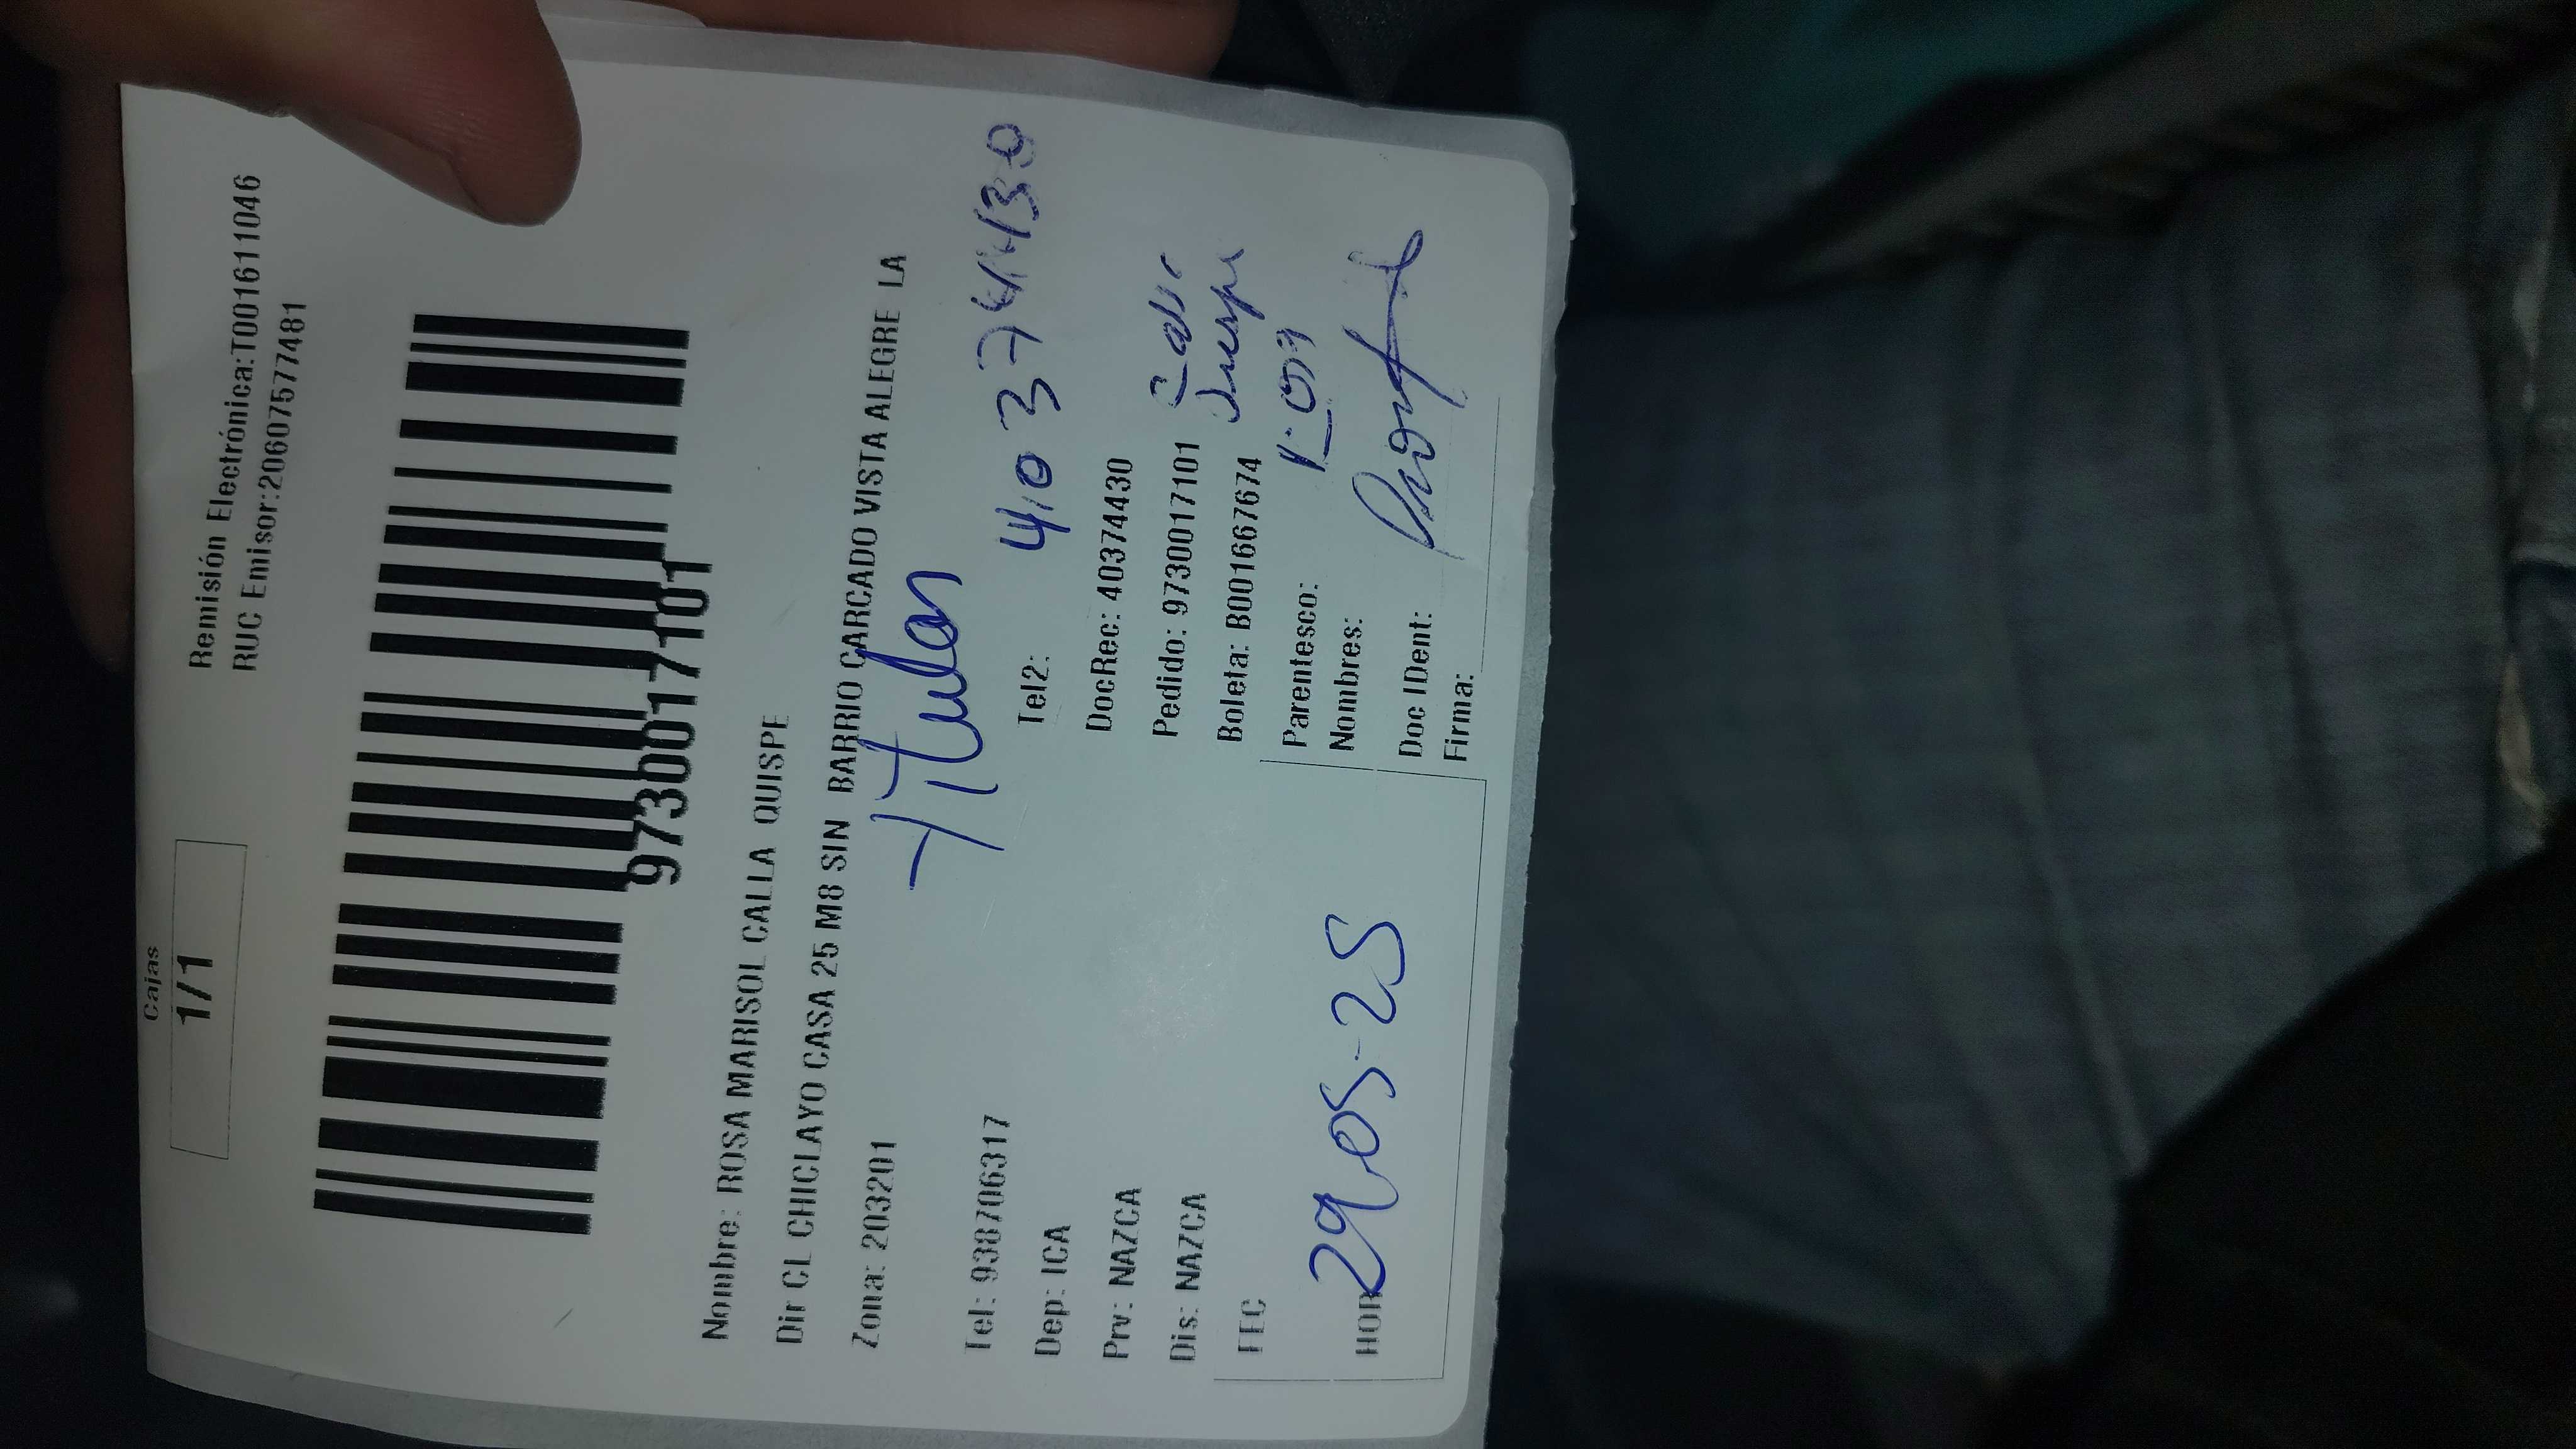 Cajas
1/1
Remisión Electrónica:T001611046
RUC Emisor:20607577481
9730017101
Nombre: ROSA MARISOL CALLA QUISPE
Dir CL CHICLAYO CASA 25 M8 SIN BARRIO CARCADO VISTA ALEGRE LA
Zona: 203201
Titular
Tel: 938706317
Tel2:
40374430
Dep: ICA
DocRec: 40374430
Prv: NAZCA
Pedido: 9730017101
Dis: NAZCA
Boleta: B001667674
FEC
HOR
29-05-25
Parentesco:
Nombres:
Doc IDent:
Firma: